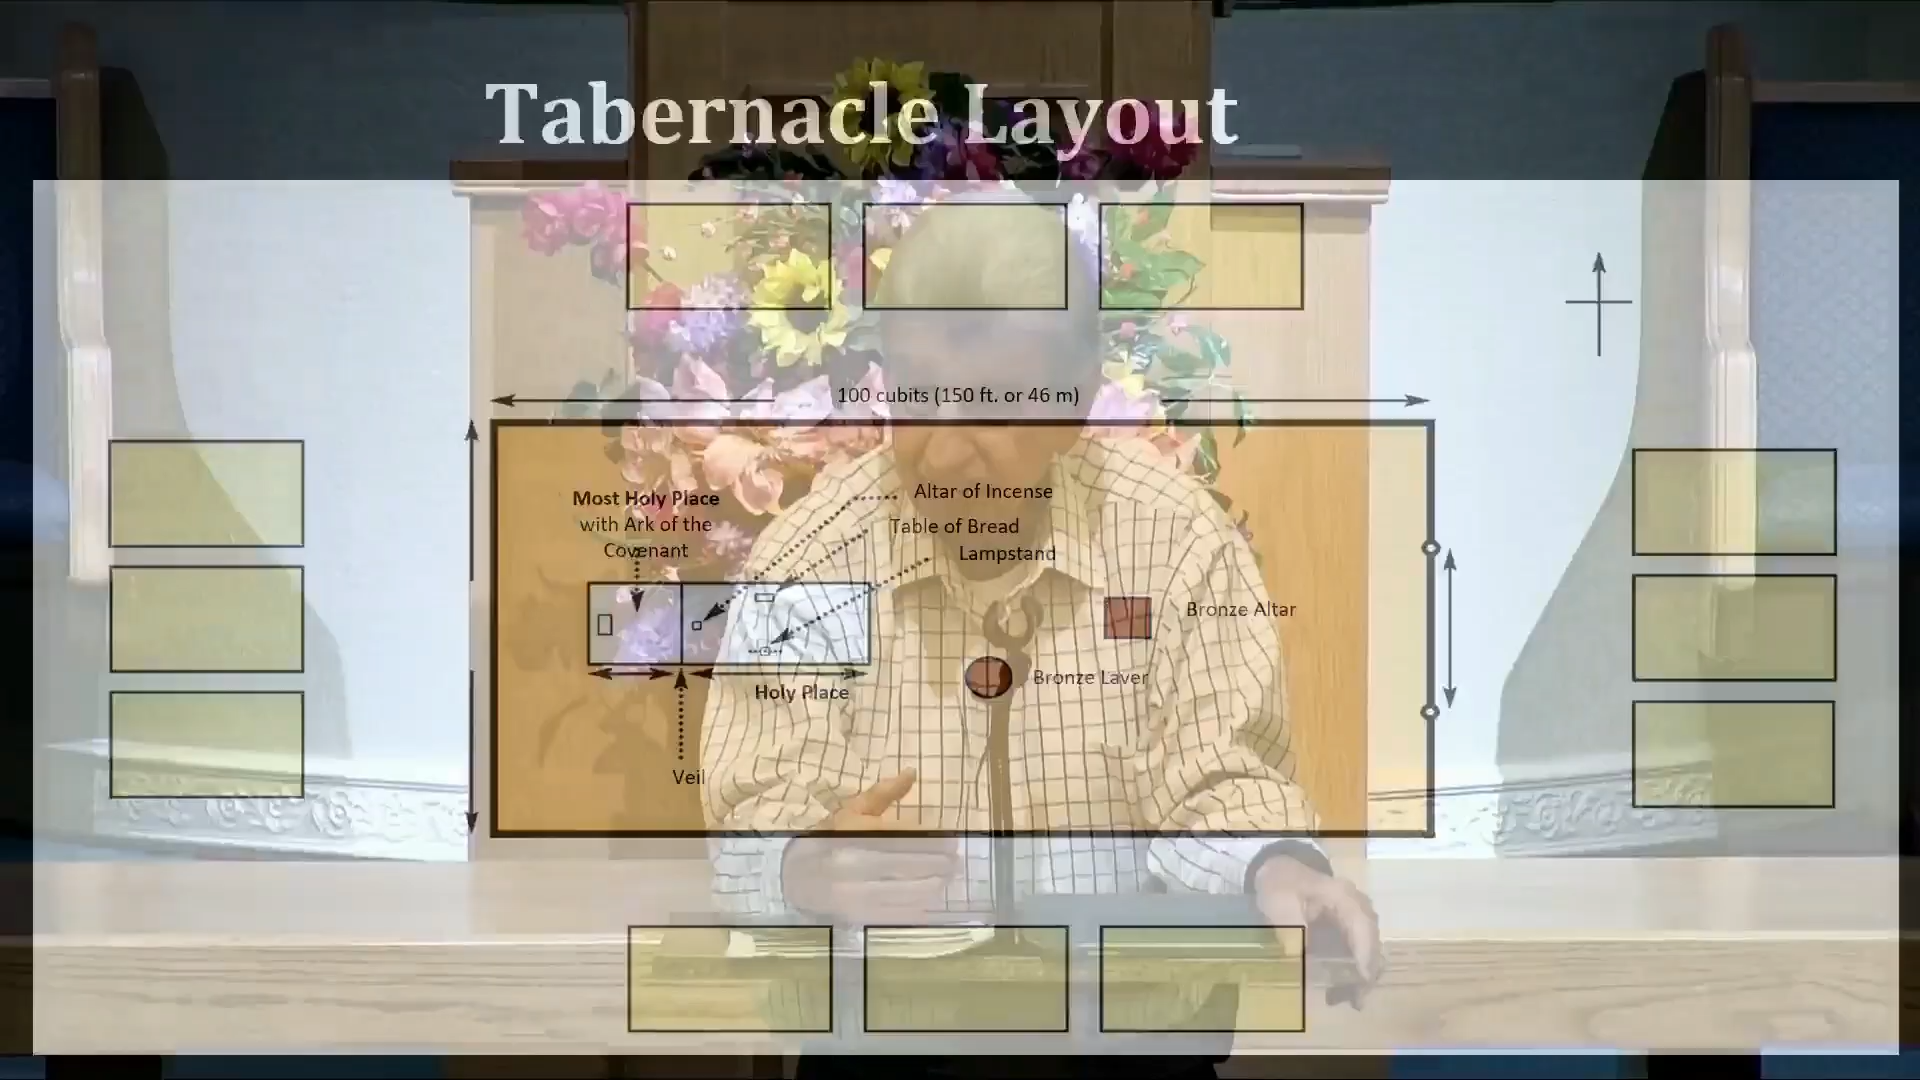 Tabernacle Layout
100 cubits (150 ft. or 46 m)
Most Holy Place
with Ark of the
Covenant
Altar of Incense
Table of Bread
Lampstand
Bronze Altar
Bronze Laver
Holy Place
Veil